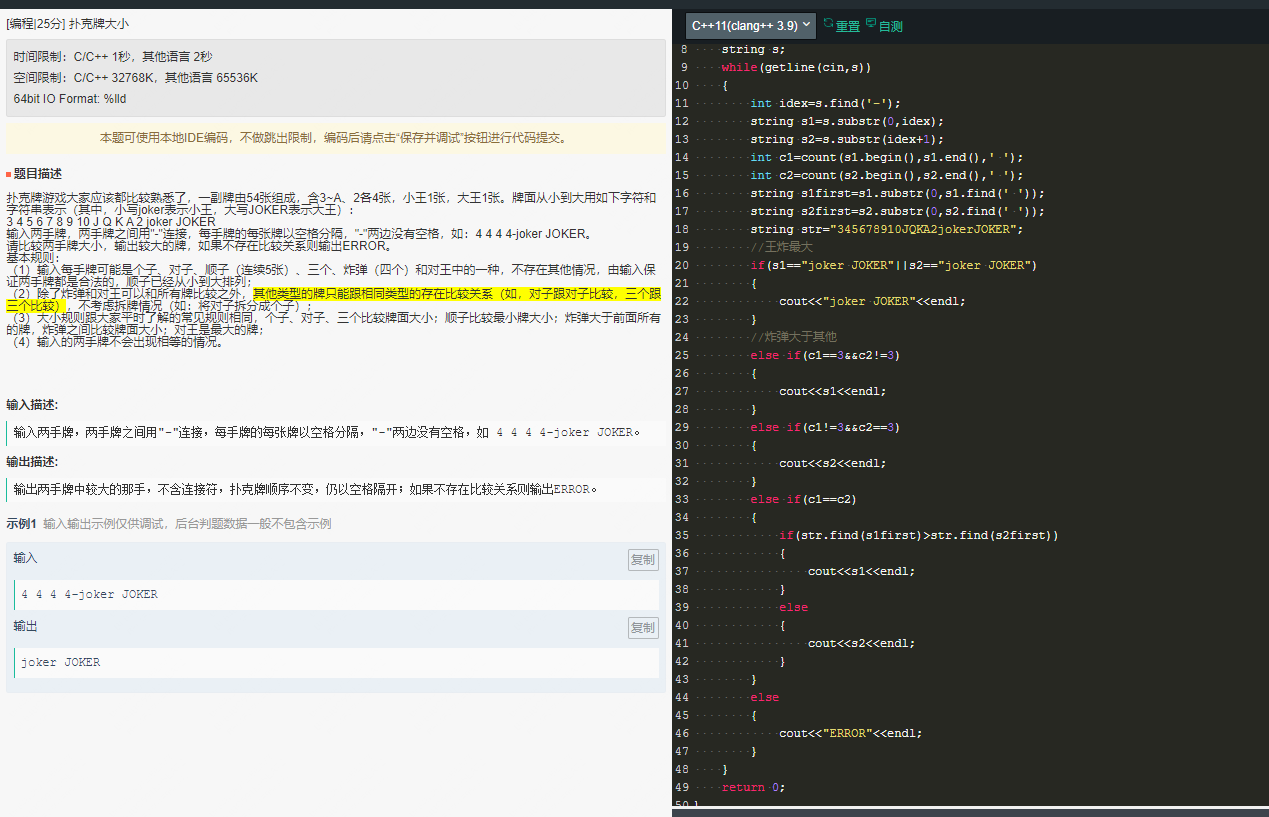 [编程|25分] 扑克牌大小
时间限制：C/C++ 1秒，其他语言 2秒
空间限制：C/C++ 32768K，其他语言 65536K
64bit IO Format: %lld
本题可使用本地IDE编码，不做跳出限制，编码后请点击“保存并调试”按钮进行代码提交。
题目描述
扑克牌游戏大家应该都比较熟悉了，一副牌由54张组成，含3~A、2各4张，小王1张，大王1张。牌面从小到大用如下字符和
字符串表示（其中，小写joker表示小王，大写JOKER表示大王）：
3 4 5 6 7 8 9 10 J Q K A 2 joker JOKER
输入两手牌，两手牌之间用"-"连接，每手牌的每张牌以空格分隔，"-"两边没有空格，如：4 4 4 4-joker JOKER。
请比较两手牌大小，输出较大的牌，如果不存在比较关系则输出ERROR。
基本规则：
（1）输入每手牌可能是个子、对子、顺子（连续5张）、三个、炸弹（四个）和对王中的一种，不存在其他情况，由输入保
证两手牌都是合法的，顺子已经从小到大排列；
（2）除了炸弹和对王可以和所有牌比较之外，其他类型的牌只能跟相同类型的存在比较关系（如，对子跟对子比较，三个跟
三个比较），不考虑拆牌情况（如：将对子拆分成个子）；
（3）大小规则跟大家平时了解的常见规则相同，个子、对子、三个比较牌面大小；顺子比较最小牌大小；炸弹大于前面所有
的牌，炸弹之间比较牌面大小；对王是最大的牌；
（4）输入的两手牌不会出现相等的情况。
输入描述:
输入两手牌，两手牌之间用"-"连接，每手牌的每张牌以空格分隔，"-"两边没有空格，如 4 4 4 4-joker JOKER。
输出描述:
输出两手牌中较大的那手，不含连接符，扑克牌顺序不变，仍以空格隔开；如果不存在比较关系则输出ERROR。
示例1 输入输出示例仅供调试，后台判题数据一般不包含示例
输入
复制
4 4 4 4-joker JOKER
输出
复制
joker JOKER
C++11(clang++ 3.9) 重置 自测
8 string s;
9 while(getline(cin,s))
10 {
11 int idex=s.find('-');
12 string s1=s.substr(0,idex);
13 string s2=s.substr(idex+1);
14 int c1=count(s1.begin(),s1.end(),' ');
15 int c2=count(s2.begin(),s2.end(),' ');
16 string s1first=s1.substr(0,s1.find(' '));
17 string s2first=s2.substr(0,s2.find(' '));
18 string str="345678910JQKA2jokerJOKER";
19 //王炸最大
20 if(s1=="joker JOKER"||s2=="joker JOKER")
21 {
22 cout<<"joker JOKER"<<endl;
23 }
24 //炸弹大于其他
25 else if(c1==3&&c2!=3)
26 {
27 cout<<s1<<endl;
28 }
29 else if(c1!=3&&c2==3)
30 {
31 cout<<s2<<endl;
32 }
33 else if(c1==c2)
34 {
35 if(str.find(s1first)>str.find(s2first))
36 {
37 cout<<s1<<endl;
38 }
39 else
40 {
41 cout<<s2<<endl;
42 }
43 }
44 else
45 {
46 cout<<"ERROR"<<endl;
47 }
48 }
49 return 0;
50 }